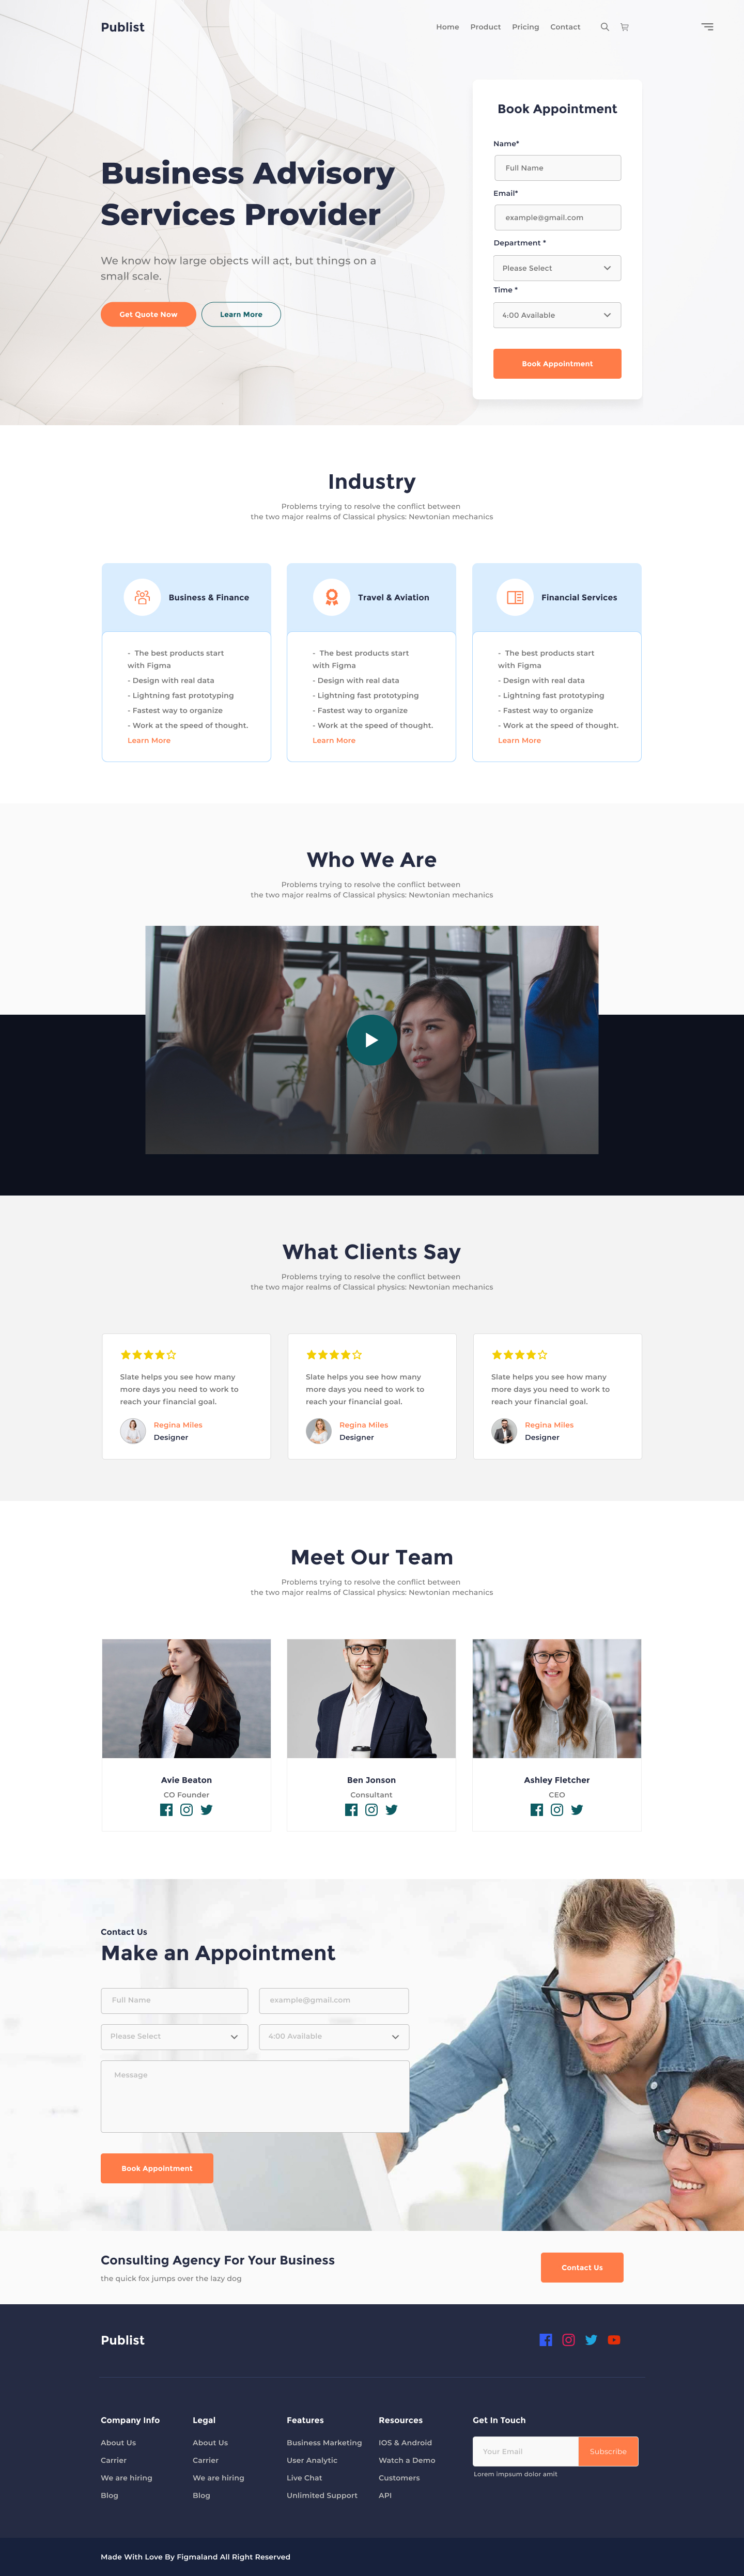 Publist
Home
Product
Pricing
Contact
Business Advisory
Services Provider
We know how large objects will act, but things on a
small scale.
Get Quote Now
Learn More
Book Appointment
Name*
Full Name
Email*
example@gmail.com
Department *
Please Select
Time *
4:00 Available
Book Appointment
Industry
Problems trying to resolve the conflict between
the two major realms of Classical physics: Newtonian mechanics
Business & Finance
- The best products start
with Figma
- Design with real data
- Lightning fast prototyping
- Fastest way to organize
- Work at the speed of thought.
Learn More
Travel & Aviation
- The best products start
with Figma
- Design with real data
- Lightning fast prototyping
- Fastest way to organize
- Work at the speed of thought.
Learn More
Financial Services
- The best products start
with Figma
- Design with real data
- Lightning fast prototyping
- Fastest way to organize
- Work at the speed of thought.
Learn More
Who We Are
Problems trying to resolve the conflict between
the two major realms of Classical physics: Newtonian mechanics
What Clients Say
Problems trying to resolve the conflict between
the two major realms of Classical physics: Newtonian mechanics
Slate helps you see how many
more days you need to work to
reach your financial goal.
Regina Miles
Designer
Slate helps you see how many
more days you need to work to
reach your financial goal.
Regina Miles
Designer
Slate helps you see how many
more days you need to work to
reach your financial goal.
Regina Miles
Designer
Meet Our Team
Problems trying to resolve the conflict between
the two major realms of Classical physics: Newtonian mechanics
Avie Beaton
CO Founder
Ben Jonson
Consultant
Ashley Fletcher
CEO
Contact Us
Make an Appointment
Full Name
example@gmail.com
Please Select
4:00 Available
Message
Book Appointment
Consulting Agency For Your Business
the quick fox jumps over the lazy dog
Contact Us
Publist
Company Info
About Us
Carrier
We are hiring
Blog
Legal
About Us
Carrier
We are hiring
Blog
Features
Business Marketing
User Analytic
Live Chat
Unlimited Support
Resources
IOS & Android
Watch a Demo
Customers
API
Get In Touch
Your Email
Subscribe
Lorem impsum dolor amit
Made With Love By Figmaland All Right Reserved